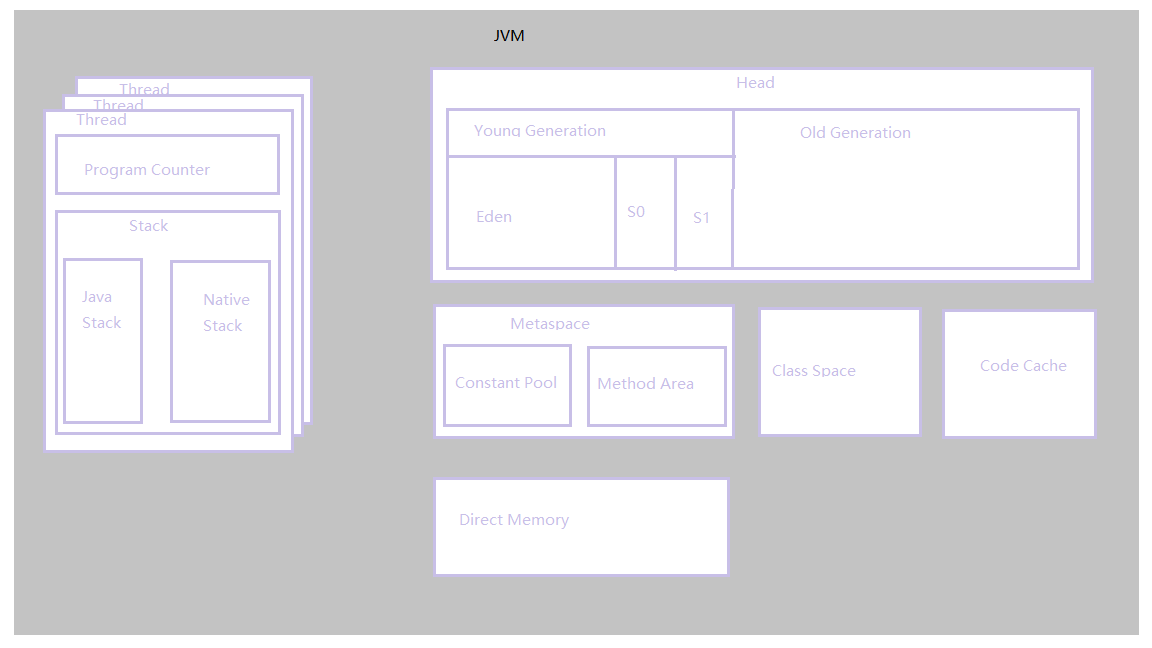 JVM
Thread
Thread
Thread
Program Counter
Stack
Java
Stack
Native
Stack
Head
Young Generation
Old Generation
Eden
S0
S1
Metaspace
Constant Pool
Method Area
Class Space
Code Cache
Direct Memory